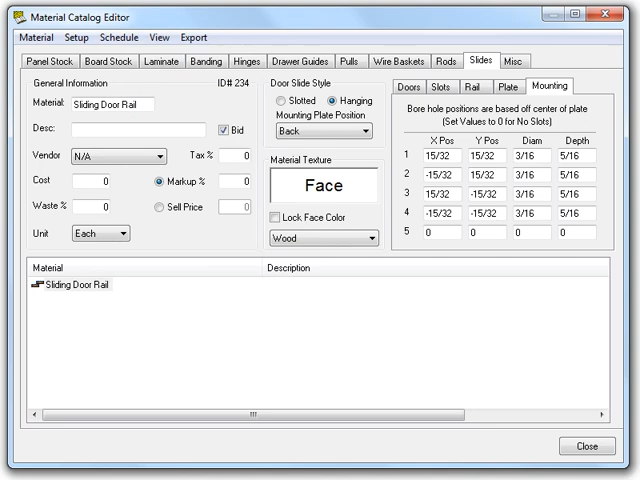 Material Catalog Editor
Material Setup Schedule View Export
Panel Stock Board Stock Laminate Banding Hinges Drawer Guides Pulls Wire Baskets Rods Slides Misc
General Information ID# 234
Material: Sliding Door Rail
Desc: Bid
Vendor N/A Tax % 0
Cost 0 Markup % 0
Waste % 0 Sell Price 0
Unit Each
Door Slide Style
Slotted Hanging
Mounting Plate Position
Back
Material Texture
Face
Lock Face Color
Wood
Doors Slots Rail Plate Mounting
Bore hole positions are based off center of plate
(Set Values to 0 for No Slots)
X Pos Y Pos Diam Depth
1 15/32 15/32 3/16 5/16
2 -15/32 15/32 3/16 5/16
3 15/32 -15/32 3/16 5/16
4 -15/32 -15/32 3/16 5/16
5 0 0 0 0
Material Description
Sliding Door Rail
Close